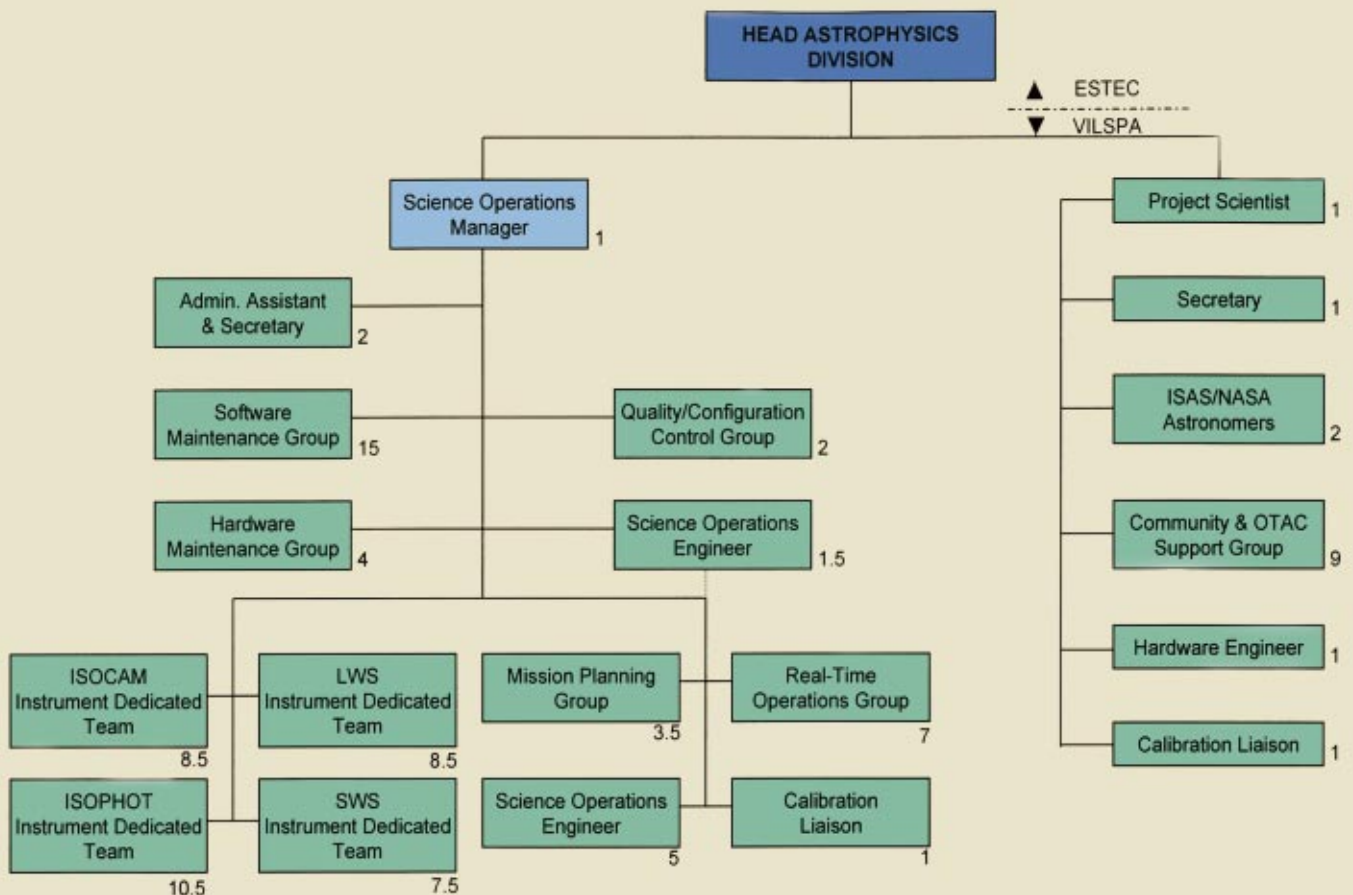 HEAD ASTROPHYSICS
DIVISION
▲ ESTEC
▼ VILSPA
Science Operations
Manager
1
Project Scientist
1
Admin. Assistant
& Secretary
2
Secretary
1
Software
Maintenance Group
15
Quality/Configuration
Control Group
2
ISAS/NASA
Astronomers
2
Hardware
Maintenance Group
4
Science Operations
Engineer
1.5
Community & OTAC
Support Group
9
ISOCAM
Instrument Dedicated
Team
8.5
LWS
Instrument Dedicated
Team
8.5
Mission Planning
Group
3.5
Real-Time
Operations Group
7
Hardware Engineer
1
Calibration Liaison
1
ISOPHOT
Instrument Dedicated
Team
10.5
SWS
Instrument Dedicated
Team
7.5
Science Operations
Engineer
5
Calibration
Liaison
1